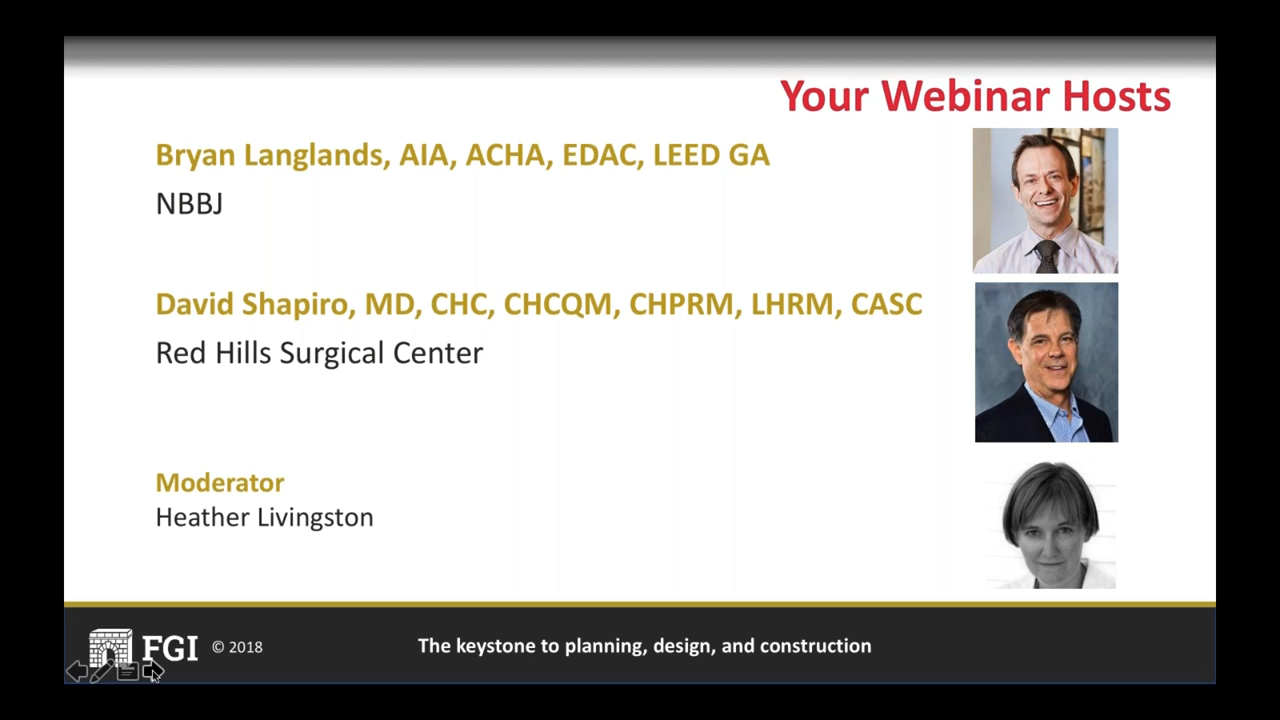 Your Webinar Hosts
Bryan Langlands, AIA, ACHA, EDAC, LEED GA
NBBJ
David Shapiro, MD, CHC, CHCQM, CHPRM, LHRM, CASC
Red Hills Surgical Center
Moderator
Heather Livingston
FGI © 2018
The keystone to planning, design, and construction